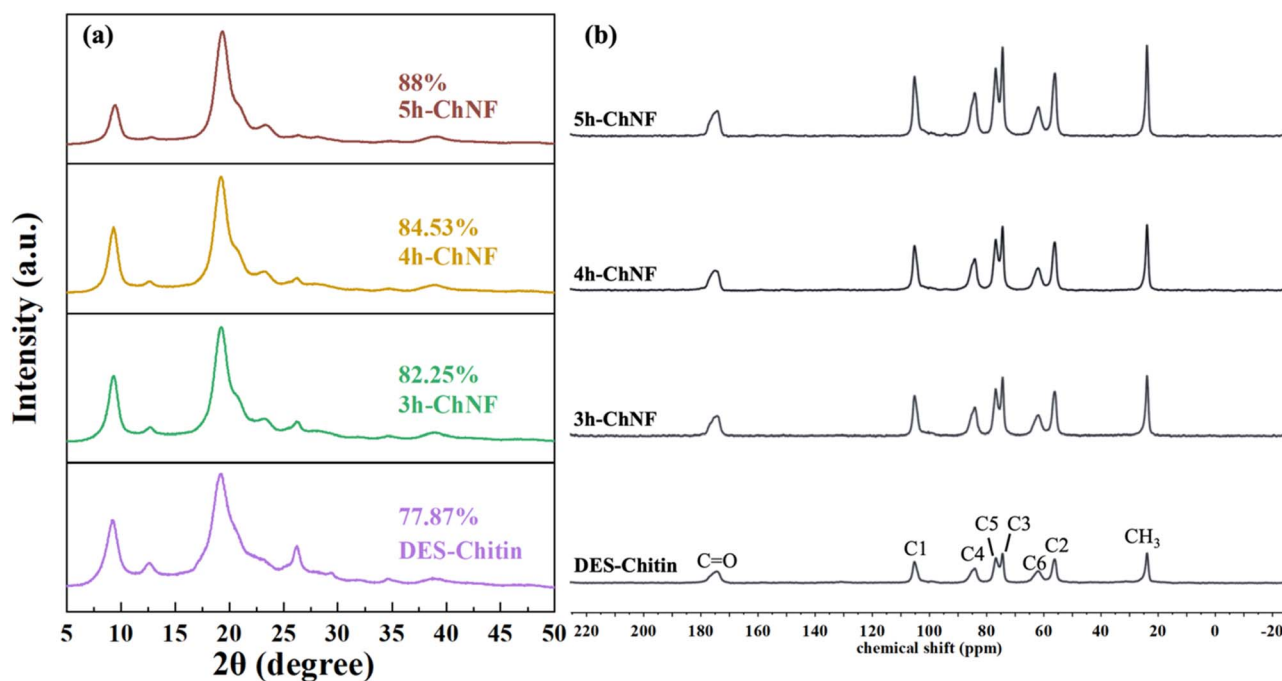 (a)
Intensity (a.u.)
88%
5h-ChNF
84.53%
4h-ChNF
82.25%
3h-ChNF
77.87%
DES-Chitin
5 10 15 20 25 30 35 40 45 50
2θ (degree)
(b)
5h-ChNF
4h-ChNF
3h-ChNF
DES-Chitin
C=O
C1
C4
C5
C3
C6
C2
CH₃
220 200 180 160 140 120 100 80 60 40 20 0 -20
chemical shift (ppm)